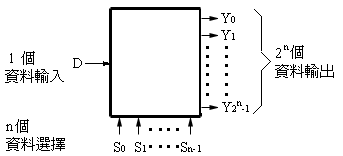 1 個
資料輸入
D
n個
資料選擇
S0 S1 Sn-1
Y0
Y1
Y2ⁿ-1
2ⁿ個
資料輸出